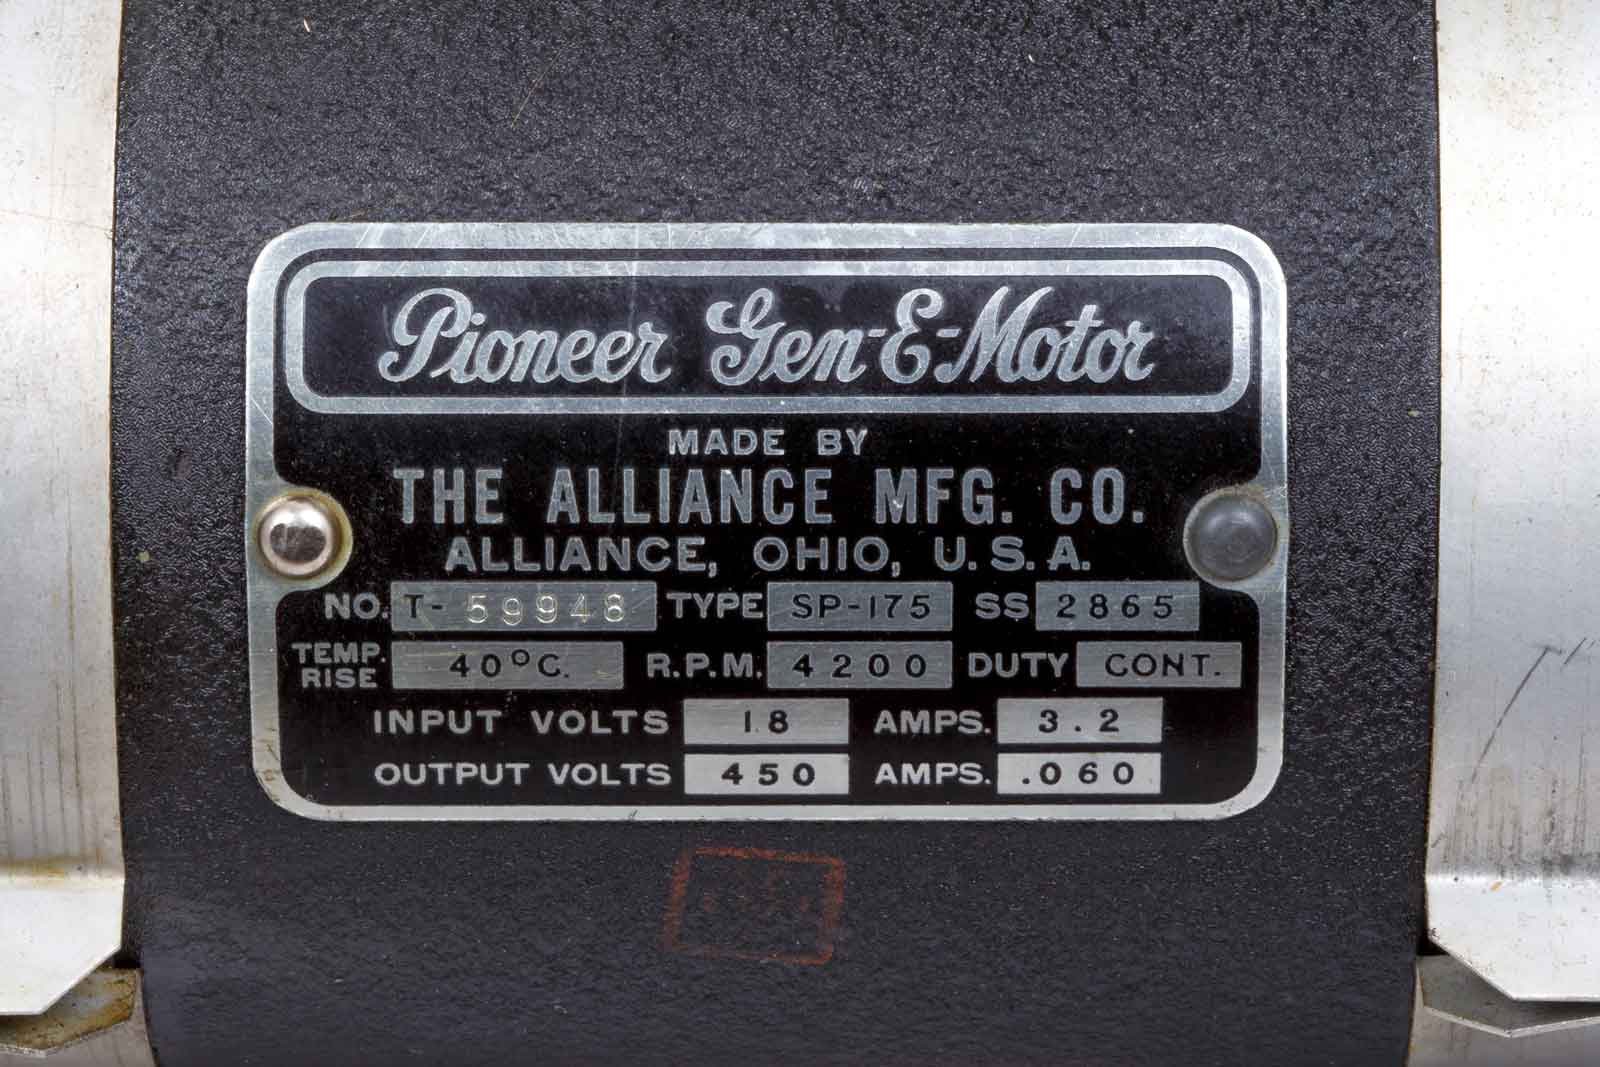 Pioneer Gen-E-Motor
MADE BY
THE ALLIANCE MFG. CO.
ALLIANCE, OHIO, U.S.A.
NO. T- 59948 TYPE SP-175 SS 2865
TEMP. RISE 40°C. R.P.M. 4200 DUTY CONT.
INPUT VOLTS 18 AMPS. 3.2
OUTPUT VOLTS 450 AMPS. .060